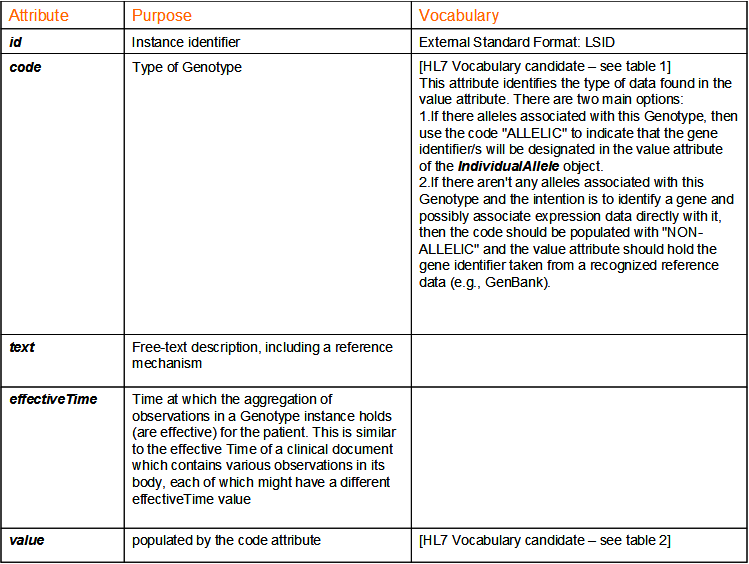 Attribute Purpose Vocabulary
id Instance identifier External Standard Format: LSID
code Type of Genotype [HL7 Vocabulary candidate – see table 1]
This attribute identifies the type of data found in the
value attribute. There are two main options:
1.If there alleles associated with this Genotype, then
use the code "ALLELIC" to indicate that the gene
identifier/s will be designated in the value attribute
of the IndividualAllele object.
2.If there aren't any alleles associated with this
Genotype and the intention is to identify a gene and
possibly associate expression data directly with it,
then the code should be populated with "NON-
ALLELIC" and the value attribute should hold the
gene identifier taken from a recognized reference
data (e.g., GenBank).
text Free-text description, including a reference
mechanism
effectiveTime Time at which the aggregation of
observations in a Genotype instance holds
(are effective) for the patient. This is similar
to the effective Time of a clinical document
which contains various observations in its
body, each of which might have a different
effectiveTime value
value populated by the code attribute [HL7 Vocabulary candidate – see table 2]